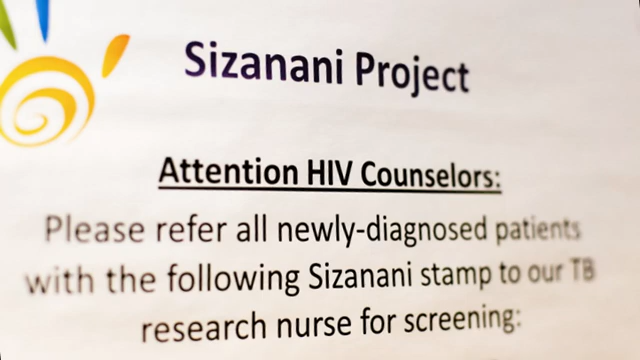 Sizanani Project
Attention HIV Counselors:
Please refer all newly-diagnosed patients
with the following Sizanani stamp to our TB
research nurse for screening: